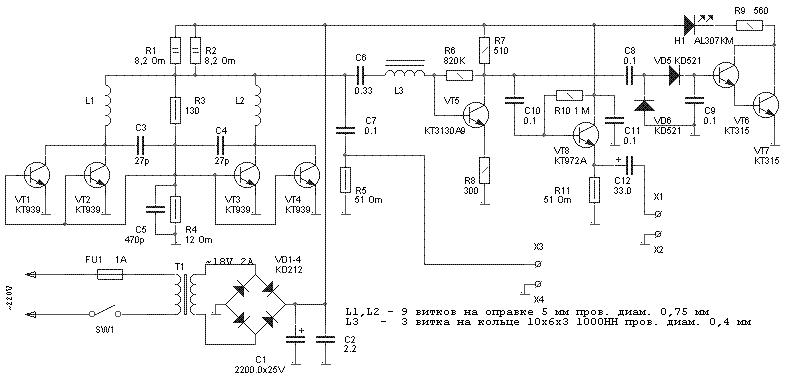 R1
8,2 Om
R2
8,2 Om
R3
130
L1
L2
C3
27p
C4
27p
VT1
KT939
VT2
KT939
VT3
KT939
VT4
KT939
C5
470p
R4
12 Om
C6
0.33
C7
0.1
L3
R5
51 Om
R6
820K
R7
510
VT5
KT3130A9
R8
300
C10
0.1
R10 1 M
VT8
KT972A
R11
51 Om
C11
0.1
+
C12
33.0
C8
0.1
VD5 KD521
VD6
KD521
C9
0.1
H1 AL307KM
R9 560
VT6
KT315
VT7
KT315
X1
X2
X3
X4
FU1 1A
~220V
SW1
T1
~18V 2A
VD1-4
KD212
+
C1
2200.0x25V
C2
2.2
L1,L2 - 9 витков на оправке 5 мм пров. диам. 0,75 мм
L3 - 3 витка на кольце 10х6х3 1000НН пров. диам. 0,4 мм